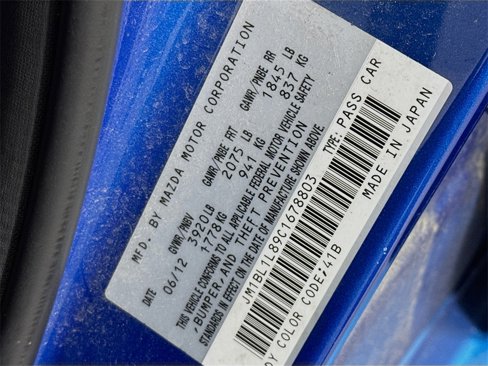 MFD. BY MAZDA MOTOR CORPORATION
DATE GVWR/PNBV GAWR/PNBE FRT GAWR/PNBE RR
06/12 3920LB 2075 LB 1845 LB
1778KG 941 KG 837 KG
THIS VEHICLE CONFORMS TO ALL APPLICABLE FEDERAL MOTOR VEHICLE SAFETY
, BUMPER, AND THEFT PREVENTION
STANDARDS IN EFFECT ON THE DATE OF MANUFACTURE SHOWN ABOVE.
JM1BL1L89C1678803 TYPE: PASS CAR
DY COLOR CODE:41B MADE IN JAPAN